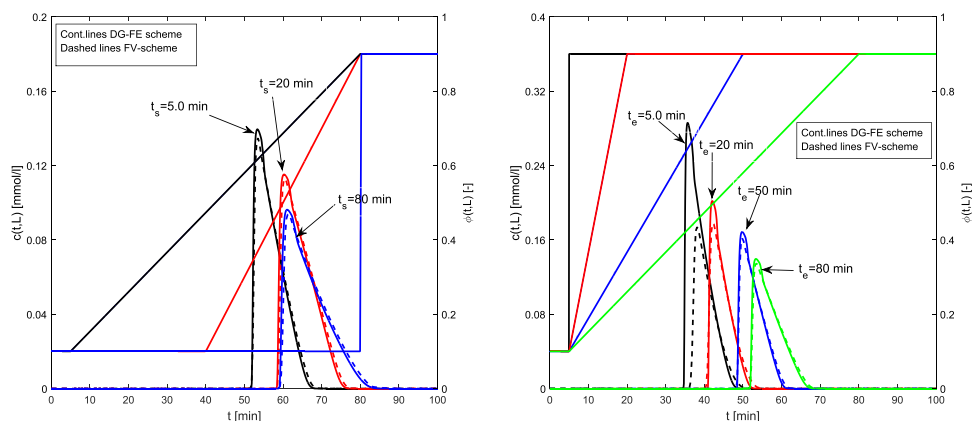 Cont.lines DG-FE scheme
Dashed lines FV-scheme
t_s=5.0 min
t_s=20 min
t_s=80 min
c(t,L) [mmol/l]
0
0.04
0.08
0.12
0.16
0.2
ϕ(t,L) [-]
0
0.2
0.4
0.6
0.8
1
0 10 20 30 40 50 60 70 80 90 100
t [min]
Cont.lines DG-FE scheme
Dashed lines FV-scheme
t_e=5.0 min
t_e=20 min
t_e=50 min
t_e=80 min
c(t,L) [mmol/l]
0
0.08
0.16
0.24
0.32
0.4
ϕ(t,L) [-]
0
0.2
0.4
0.6
0.8
1
0 10 20 30 40 50 60 70 80 90 100
t [min]